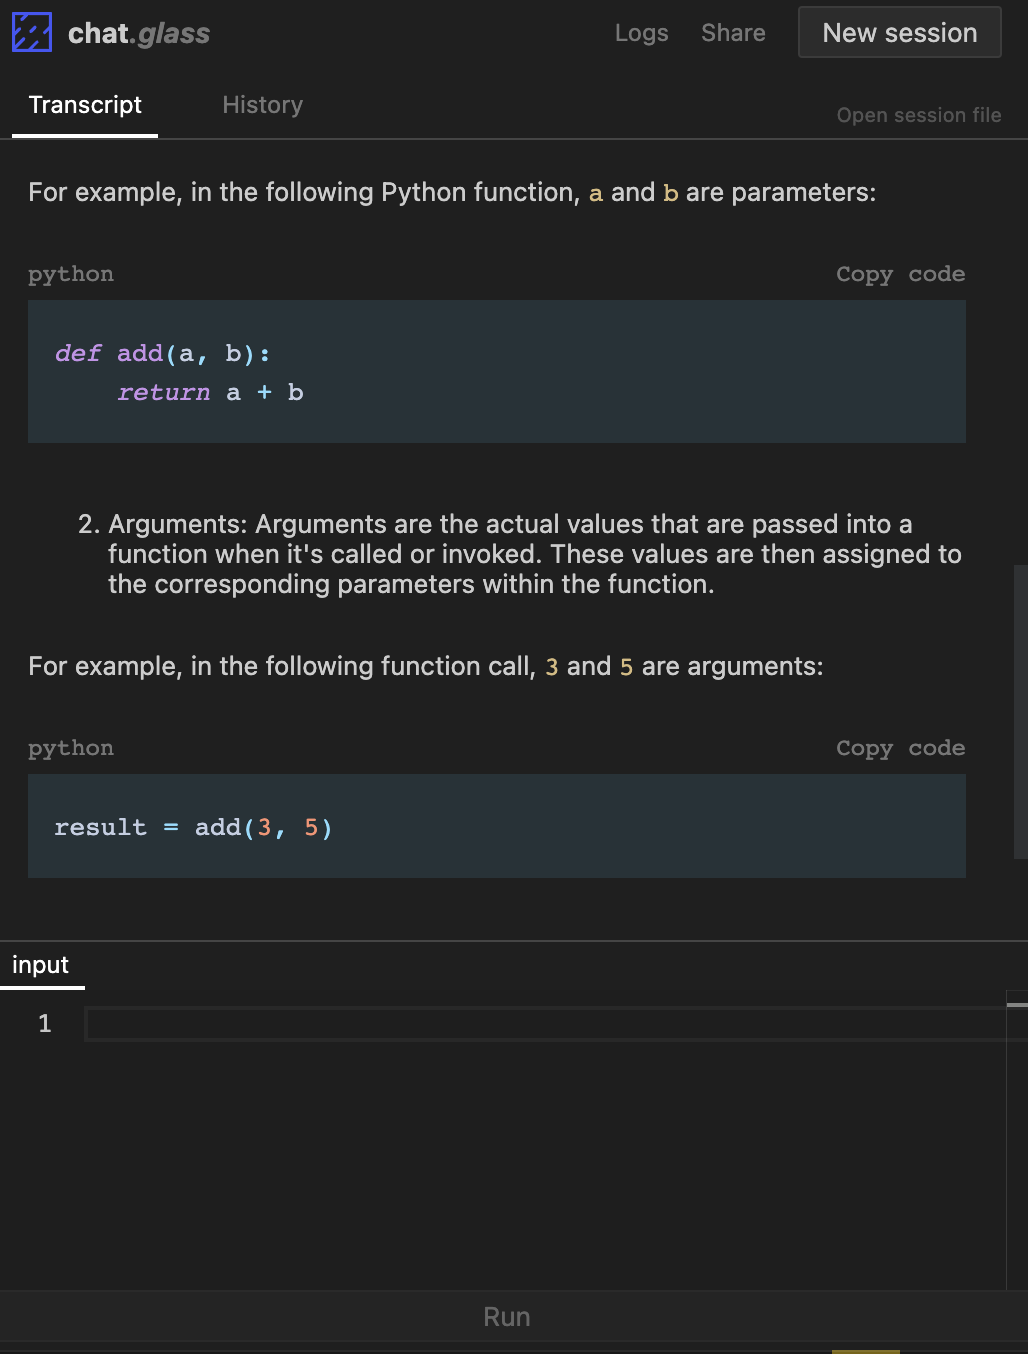 chat.glass Logs Share New session
Transcript History Open session file
For example, in the following Python function, a and b are parameters:
python Copy code
def add(a, b):
    return a + b
2. Arguments: Arguments are the actual values that are passed into a
function when it's called or invoked. These values are then assigned to
the corresponding parameters within the function.
For example, in the following function call, 3 and 5 are arguments:
python Copy code
result = add(3, 5)
input
1
Run